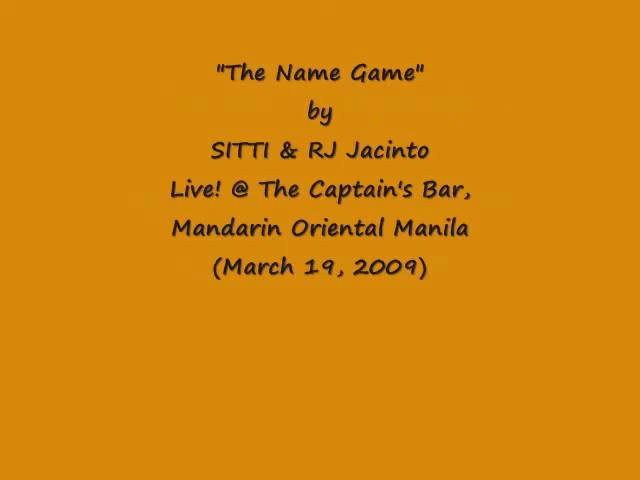 "The Name Game"
by
SITTI & RJ Jacinto
Live! @ The Captain's Bar,
Mandarin Oriental Manila
(March 19, 2009)